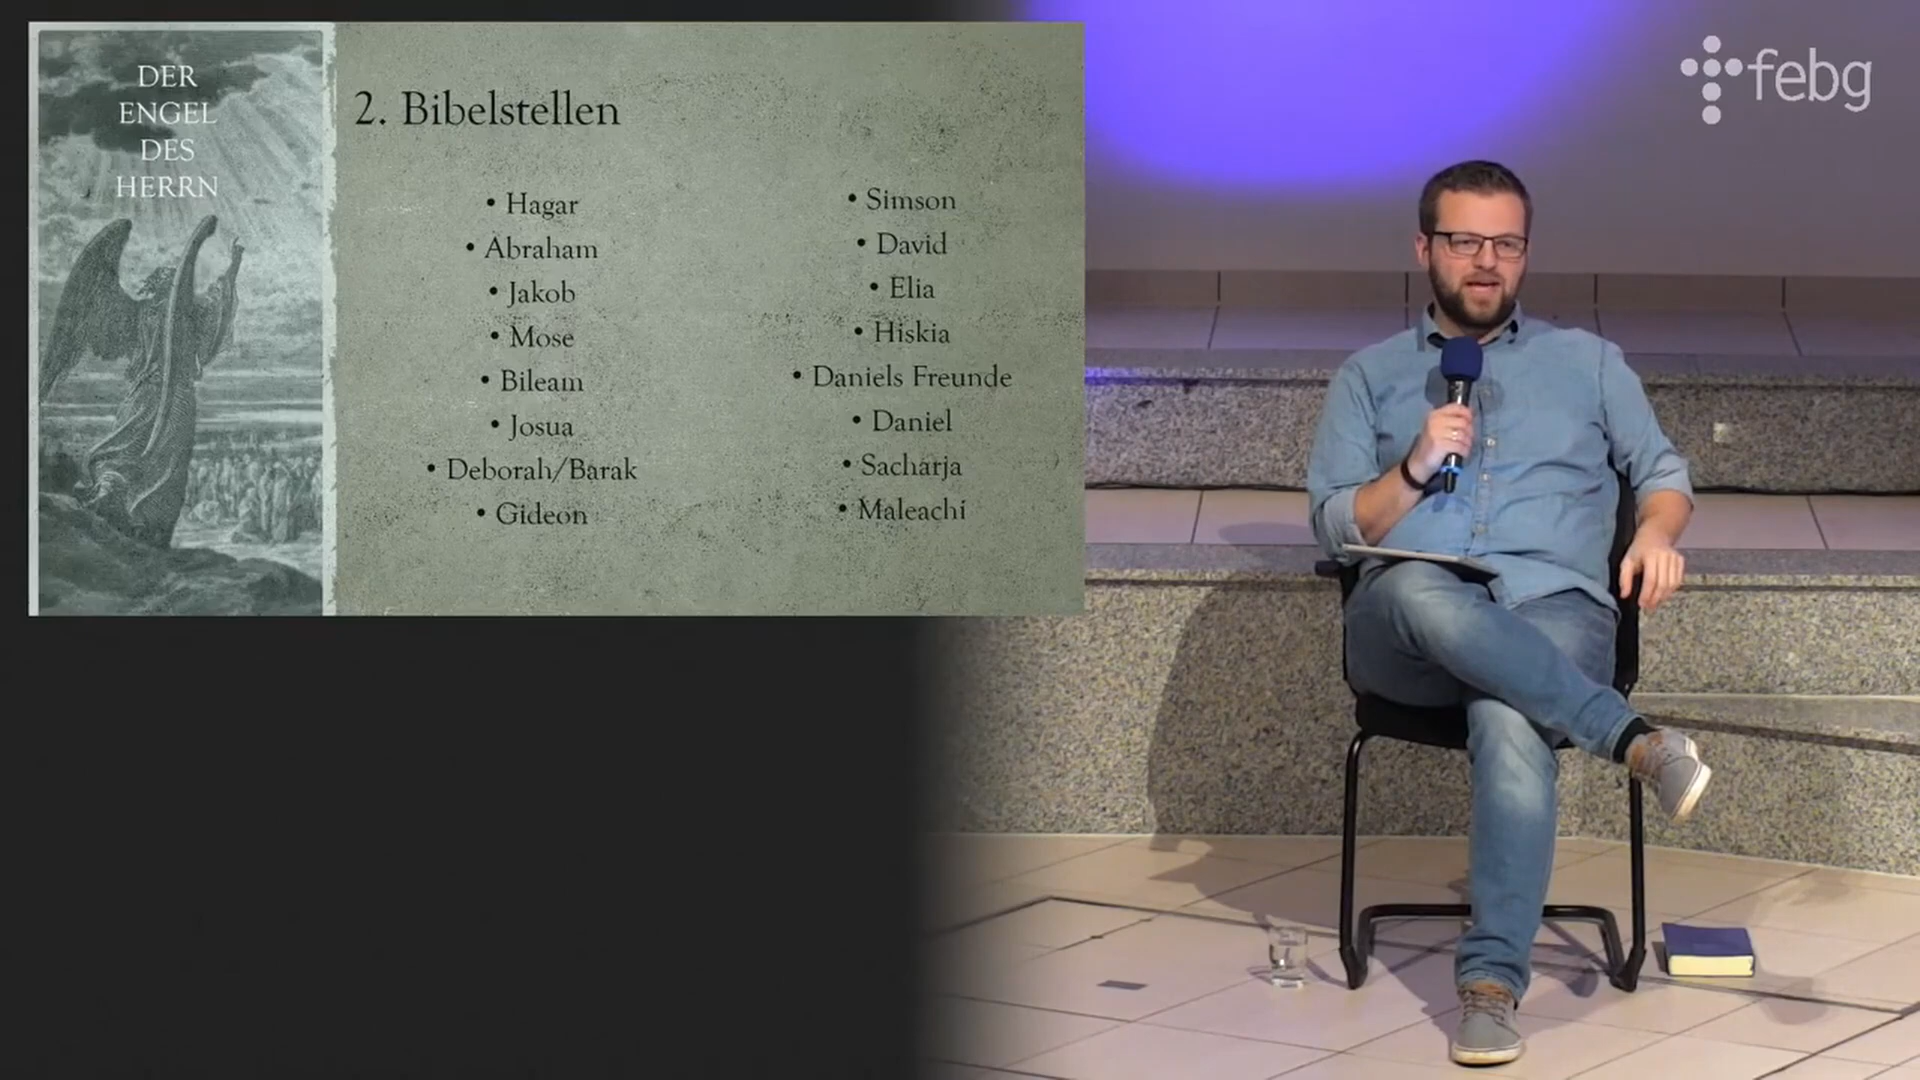 DER
ENGEL
DES
HERRN
2. Bibelstellen
• Hagar
• Abraham
• Jakob
• Mose
• Bileam
• Josua
• Deborah/Barak
• Gideon
• Simson
• David
• Elia
• Hiskia
• Daniels Freunde
• Daniel
• Sacharja
• Maleachi
febg